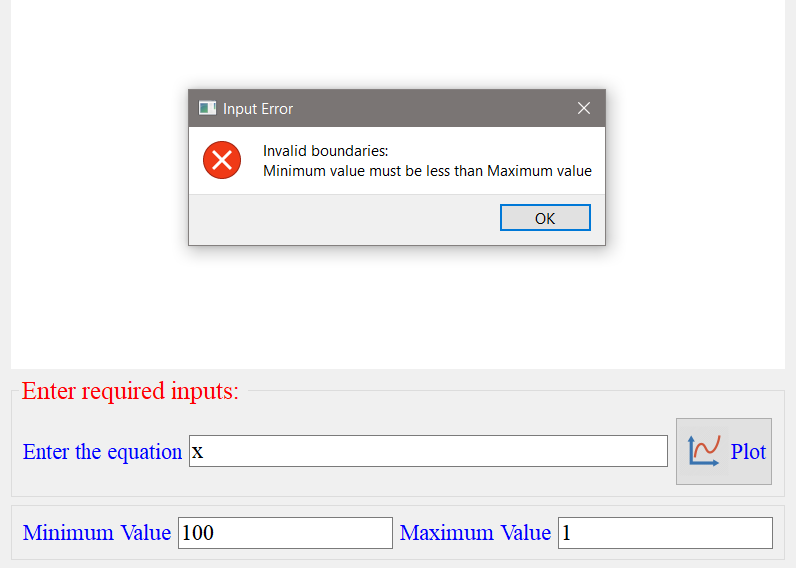 Input Error
Invalid boundaries:
Minimum value must be less than Maximum value
OK
Enter required inputs:
Enter the equation x Plot
Minimum Value 100 Maximum Value 1